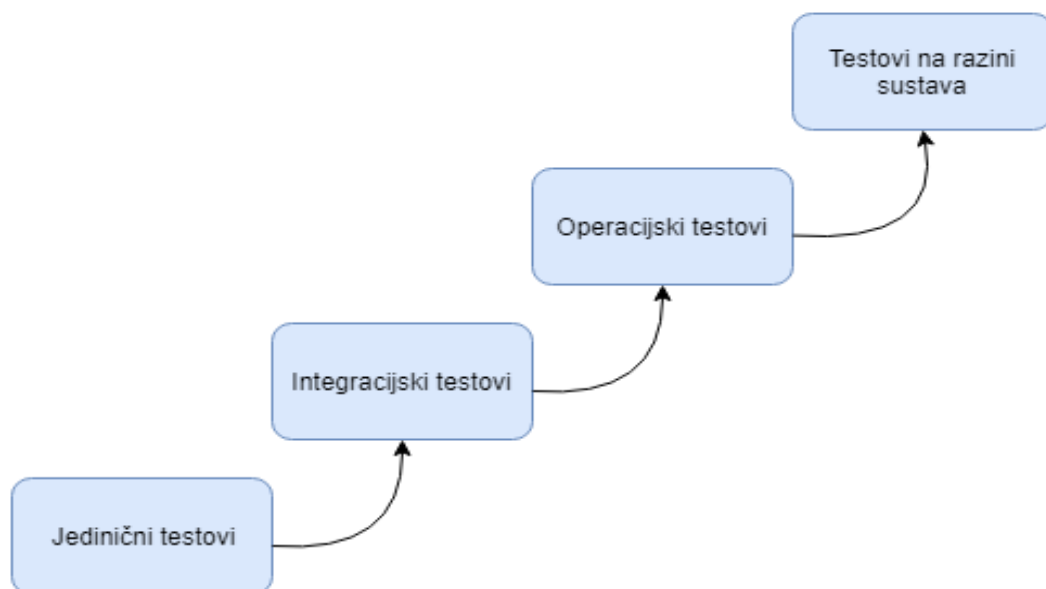 Testovi na razini
sustava
Operacijski testovi
Integracijski testovi
Jedinični testovi